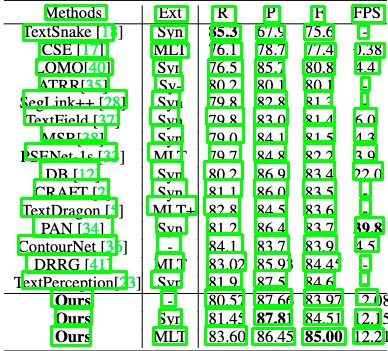 Methods Ext R P F FPS
TextSnake [18] Syn 85.3 67.9 75.6 -
CSE [17] MLT 76.1 78.7 77.4 0.38
LOMO[40] Syn 76.5 85.7 80.8 4.4
ATRR[35] Sy- 80.2 80.1 80.1 -
SegLink++ [28] Syn 79.8 82.8 81.3 -
TextField [37] Syn 79.8 83.0 81.4 6.0
MSR[38] Syn 79.0 84.1 81.5 4.3
PSENet-1s [33] MLT 79.7 84.8 82.2 3.9
DB [12] Syn 80.2 86.9 83.4 22.0
CRAFT [2] Syn 81.1 86.0 83.5 -
TextDragon [5] MLT+ 82.8 84.5 83.6 -
PAN [34] Syn 81.2 86.4 83.7 39.8
ContourNet [36] - 84.1 83.7 83.9 4.5
DRRG [41] MLT 83.02 85.93 84.45 -
TextPerception[23] Syn 81.9 87.5 84.6 -
Ours - 80.57 87.66 83.97 12.08
Ours Syn 81.45 87.81 84.51 12.15
Ours MLT 83.60 86.45 85.00 12.21